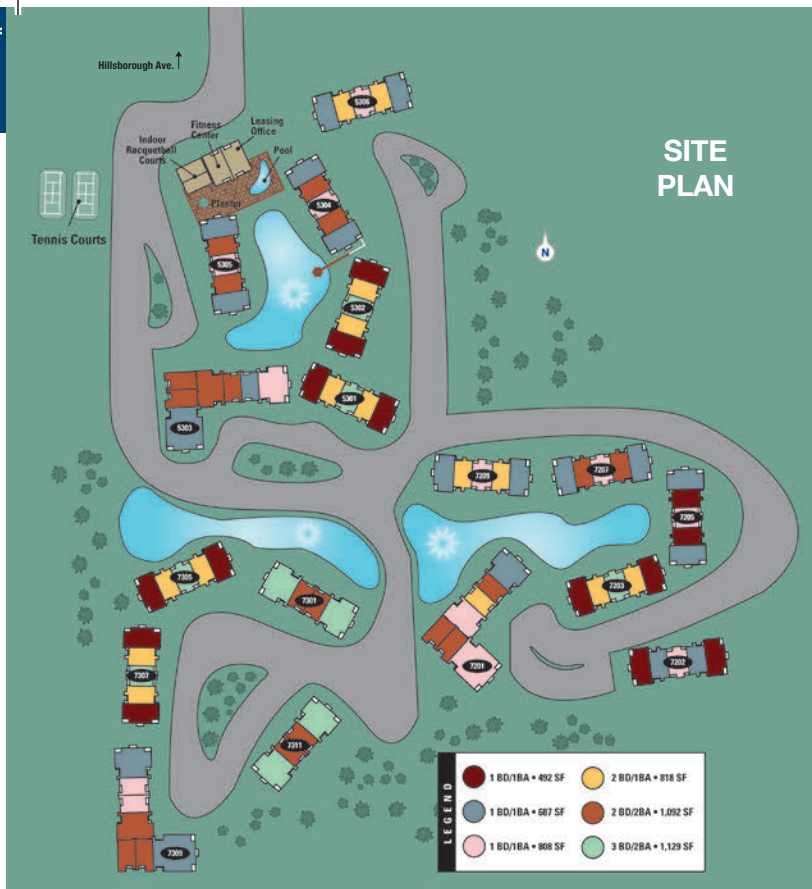 Hillsborough Ave.
5306
Leasing
Office
Fitness
Center
Indoor
Racquetball
Courts
Pool
SITE
PLAN
Planter
5304
Tennis Courts
N
5305
5302
5301
5303
7209
7207
7205
7305
7301
7203
7201
7202
7311
7309
LEGEND
1 BD/1BA • 492 SF
2 BD/1BA • 818 SF
1 BD/1BA • 687 SF
2 BD/2BA • 1,092 SF
1 BD/1BA • 808 SF
3 BD/2BA • 1,129 SF